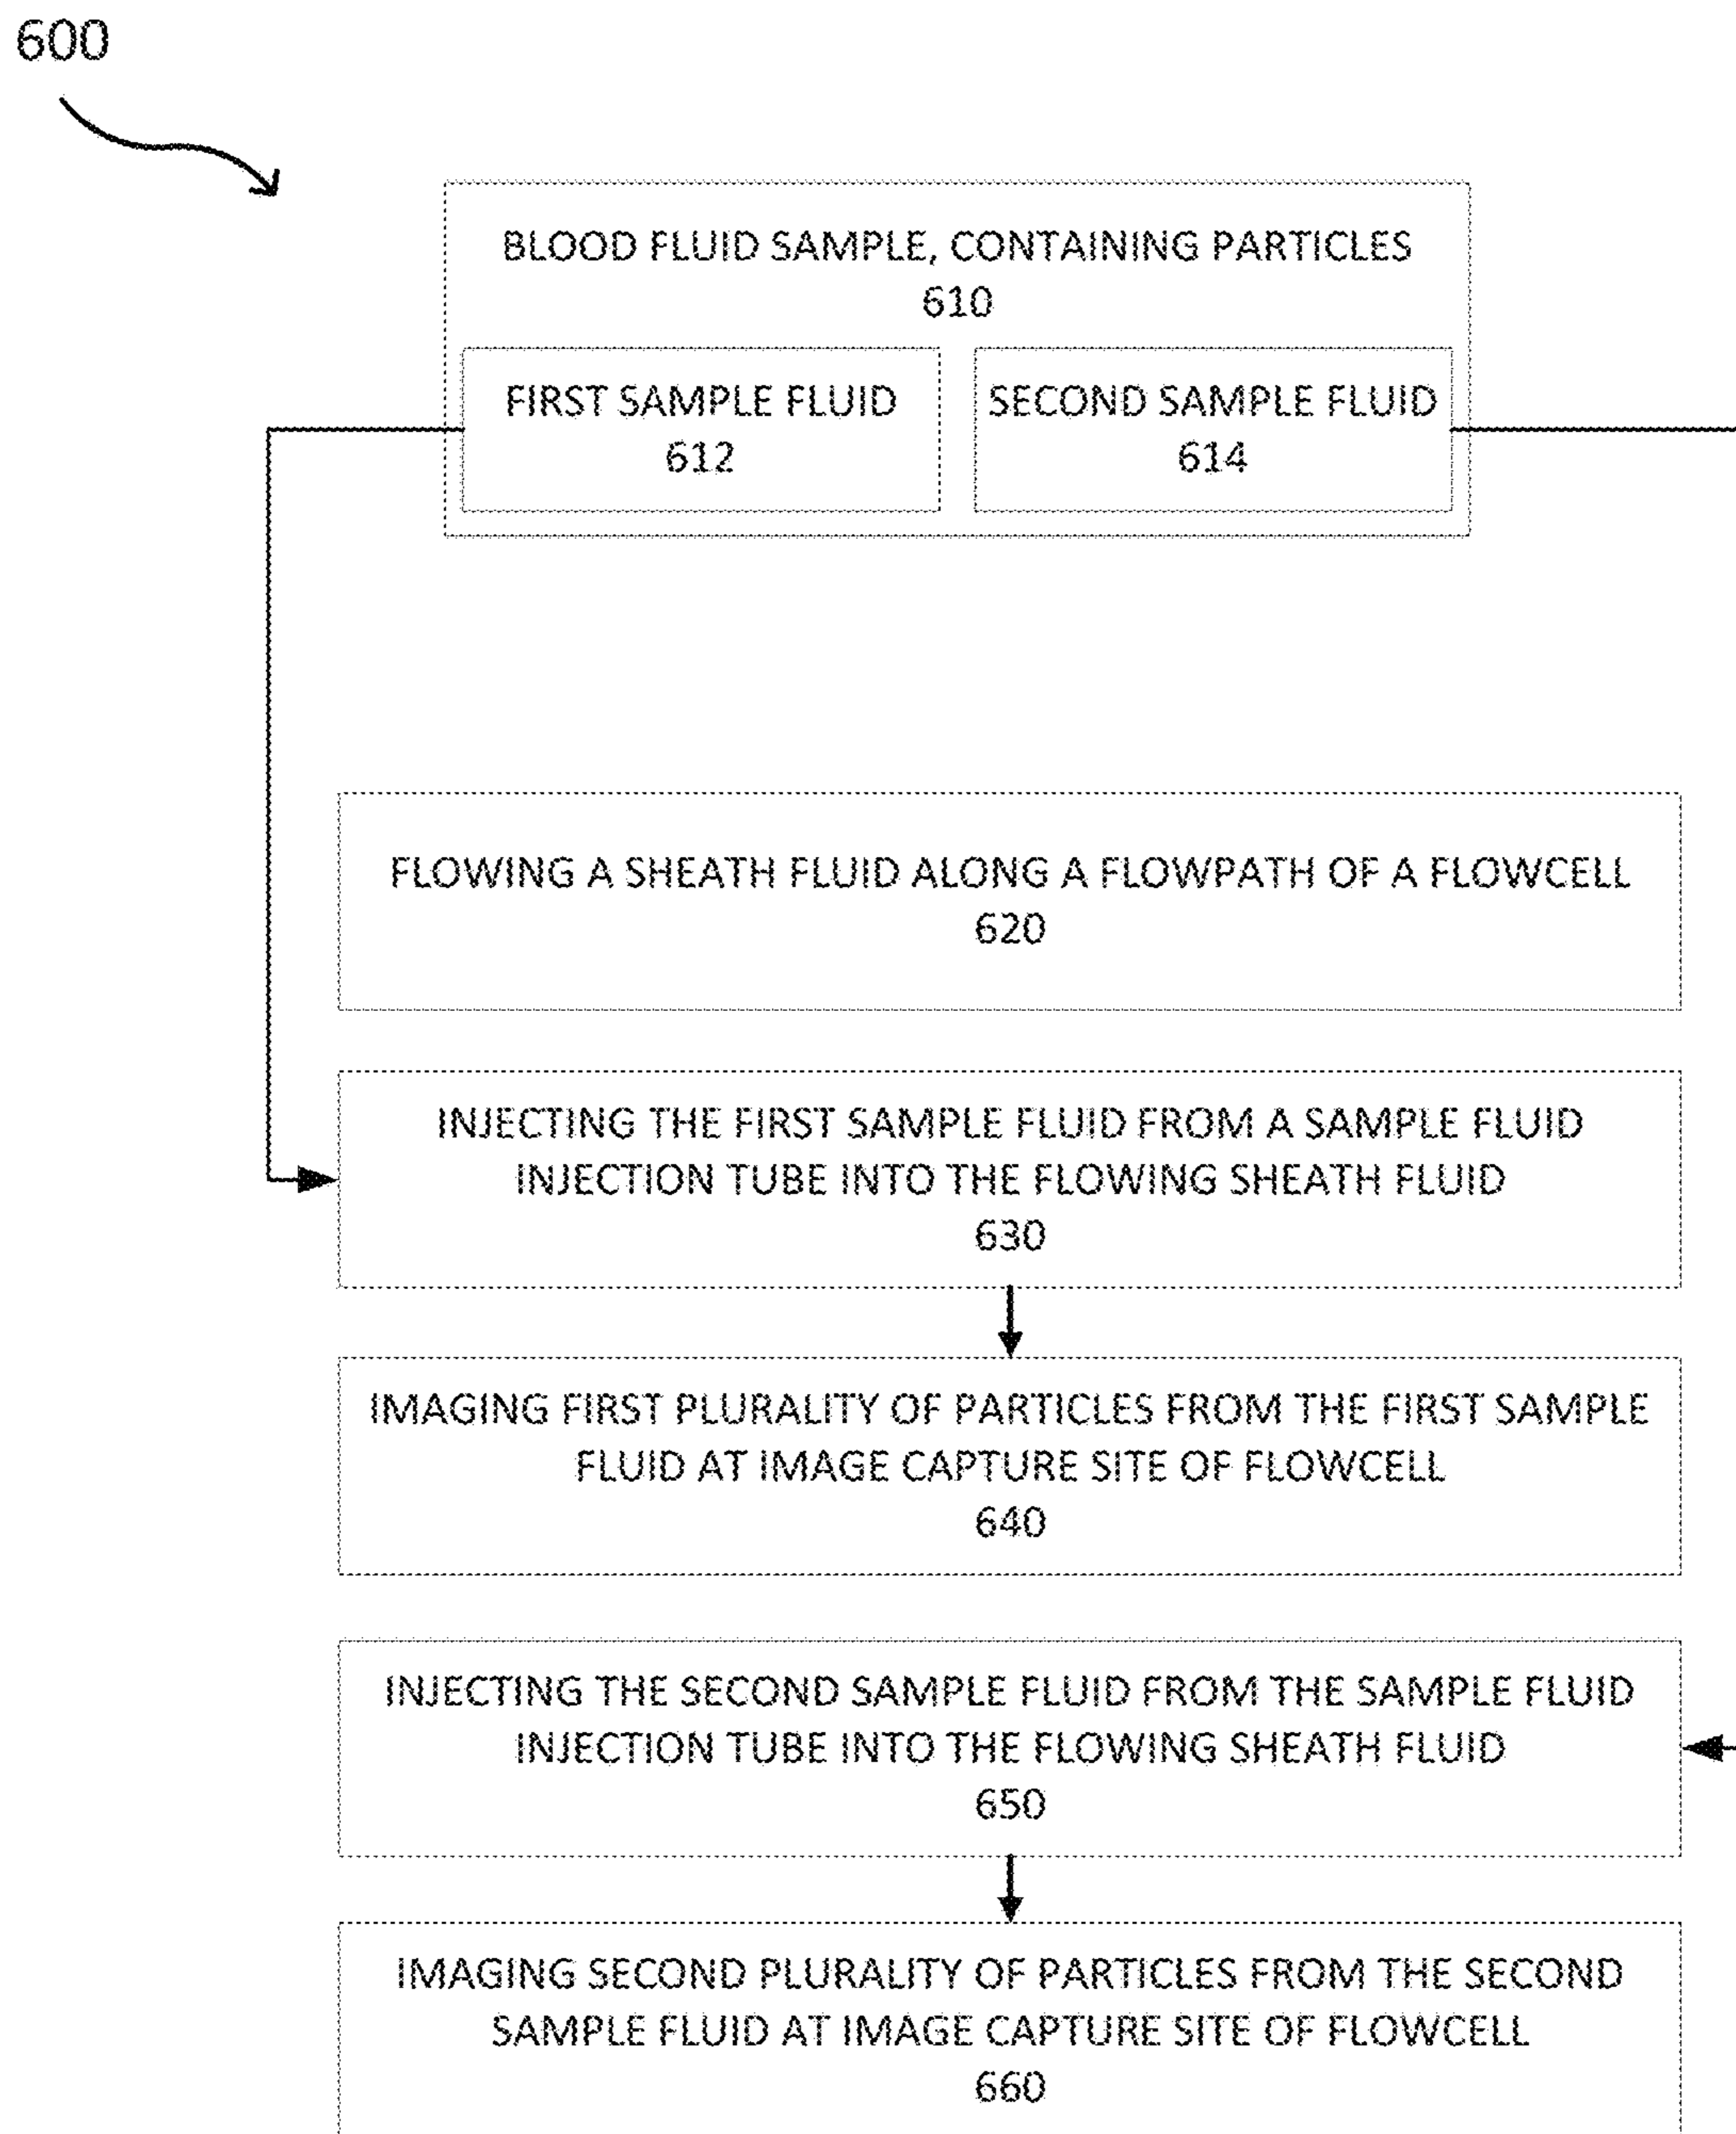 600
BLOOD FLUID SAMPLE, CONTAINING PARTICLES
610
FIRST SAMPLE FLUID
612
SECOND SAMPLE FLUID
614
FLOWING A SHEATH FLUID ALONG A FLOWPATH OF A FLOWCELL
620
INJECTING THE FIRST SAMPLE FLUID FROM A SAMPLE FLUID
INJECTION TUBE INTO THE FLOWING SHEATH FLUID
630
IMAGING FIRST PLURALITY OF PARTICLES FROM THE FIRST SAMPLE
FLUID AT IMAGE CAPTURE SITE OF FLOWCELL
640
INJECTING THE SECOND SAMPLE FLUID FROM THE SAMPLE FLUID
INJECTION TUBE INTO THE FLOWING SHEATH FLUID
650
IMAGING SECOND PLURALITY OF PARTICLES FROM THE SECOND
SAMPLE FLUID AT IMAGE CAPTURE SITE OF FLOWCELL
660